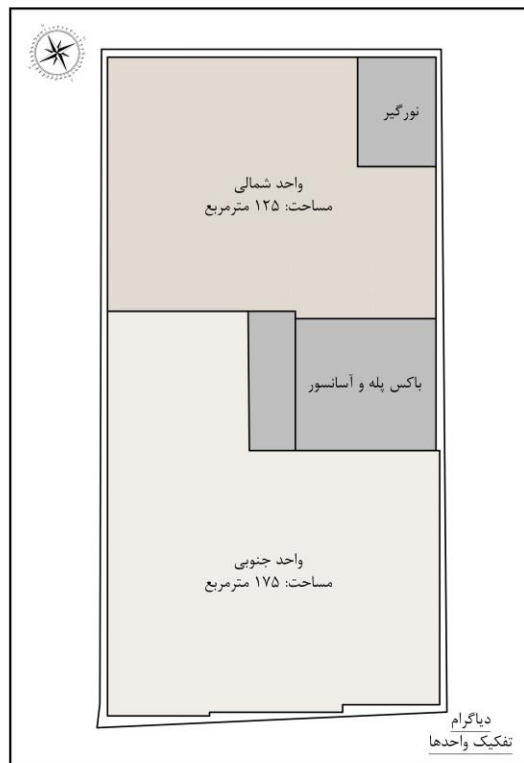 نورگیر
واحد شمالی
مساحت: ۱۲۵ مترمربع
باکس پله و آسانسور
واحد جنوبی
مساحت: ۱۷۵ مترمربع
دیاگرام
تفکیک واحدها